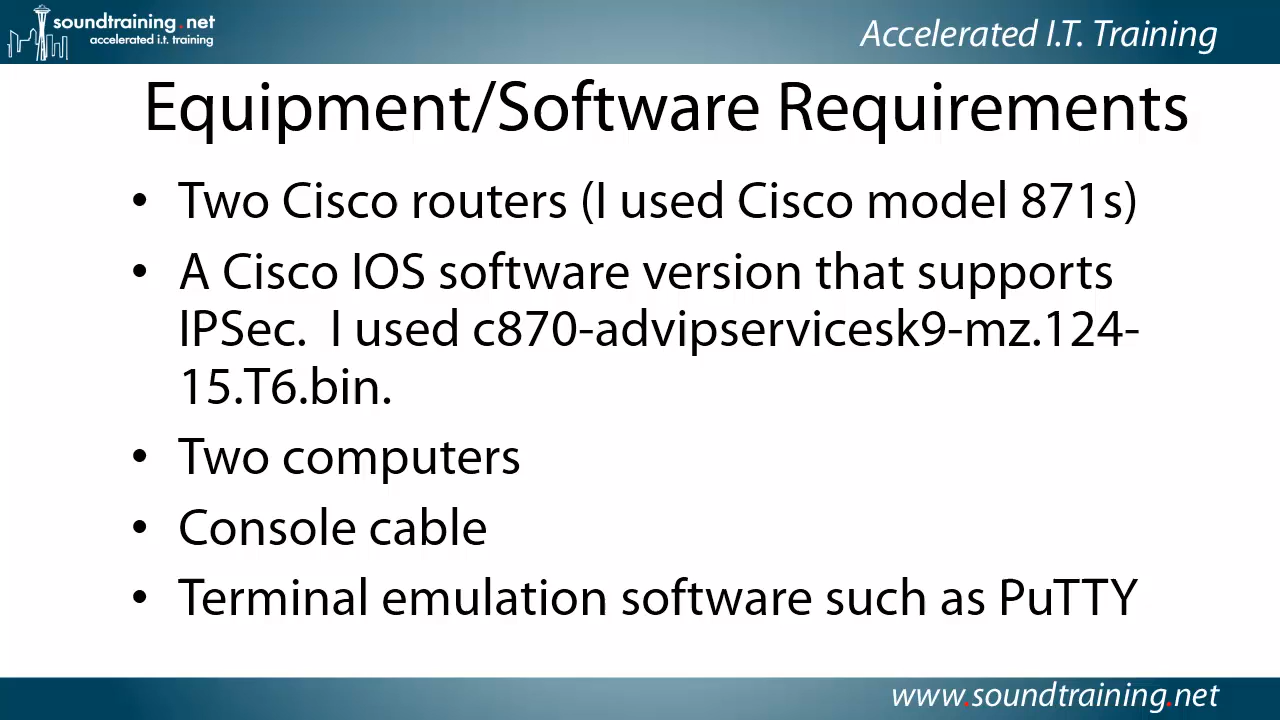 soundtraining.net
accelerated i.t. training
Accelerated I.T. Training
Equipment/Software Requirements
• Two Cisco routers (I used Cisco model 871s)
• A Cisco IOS software version that supports
IPSec.  I used c870-advipservicesk9-mz.124-
15.T6.bin.
• Two computers
• Console cable
• Terminal emulation software such as PuTTY
www.soundtraining.net